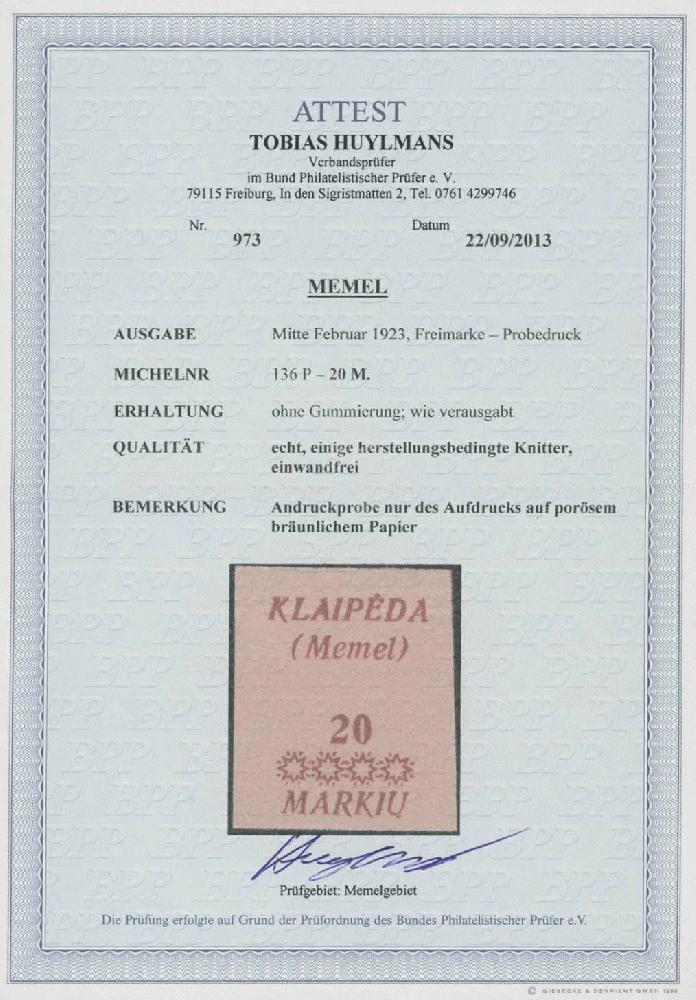 ATTEST
TOBIAS HUYLMANS
Verbandsprüfer
im Bund Philatelistischer Prüfer e. V.
79115 Freiburg, In den Sigristmatten 2, Tel. 0761 4299746
Nr. 973 Datum 22/09/2013
MEMEL
AUSGABE Mitte Februar 1923, Freimarke – Probedruck
MICHELNR 136 P – 20 M.
ERHALTUNG ohne Gummierung; wie verausgabt
QUALITÄT echt, einige herstellungsbedingte Knitter,
einwandfrei
BEMERKUNG Andruckprobe nur des Aufdrucks auf porösem
bräunlichem Papier
KLAIPĖDA
(Memel)
20
MARKIŲ
Prüfgebiet: Memelgebiet
Die Prüfung erfolgte auf Grund der Prüfordnung des Bundes Philatelistischer Prüfer e.V.
© GIESECKE & DEVRIENT GMBH